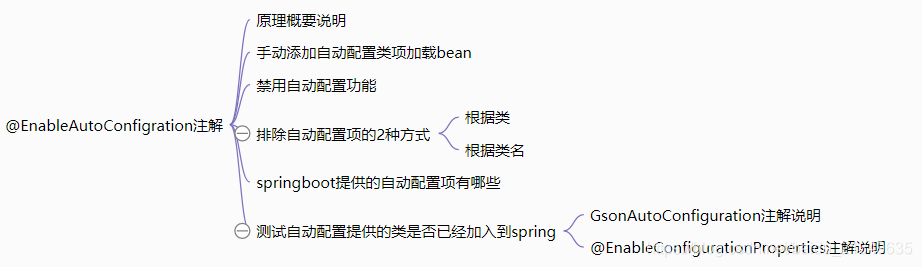 原理概要说明
手动添加自动配置类项加载bean
禁用自动配置功能
@EnableAutoConfigration注解
排除自动配置项的2种方式
根据类
根据类名
springboot提供的自动配置项有哪些
测试自动配置提供的类是否已经加入到spring
GsonAutoConfiguration注解说明
@EnableConfigurationProperties注解说明